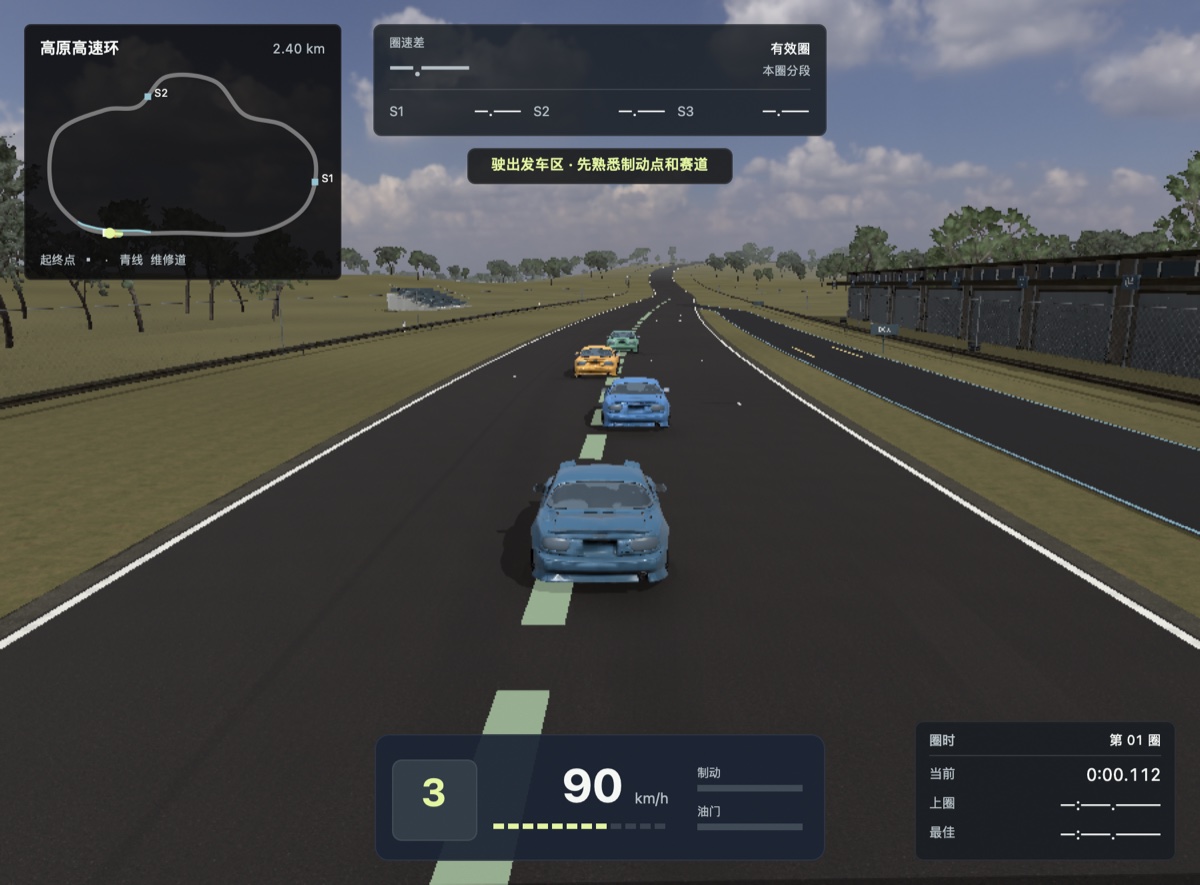 高原高速环
2.40 km
S2
S1
起终点 · 青线 维修道
圈速差
有效圈
—.——
本圈分段
S1 —.—— S2 —.—— S3 —.——
驶出发车区 · 先熟悉制动点和赛道
3
90 km/h
制动
油门
圈时 第 01 圈
当前 0:00.112
上圈 —:——.———
最佳 —:——.———